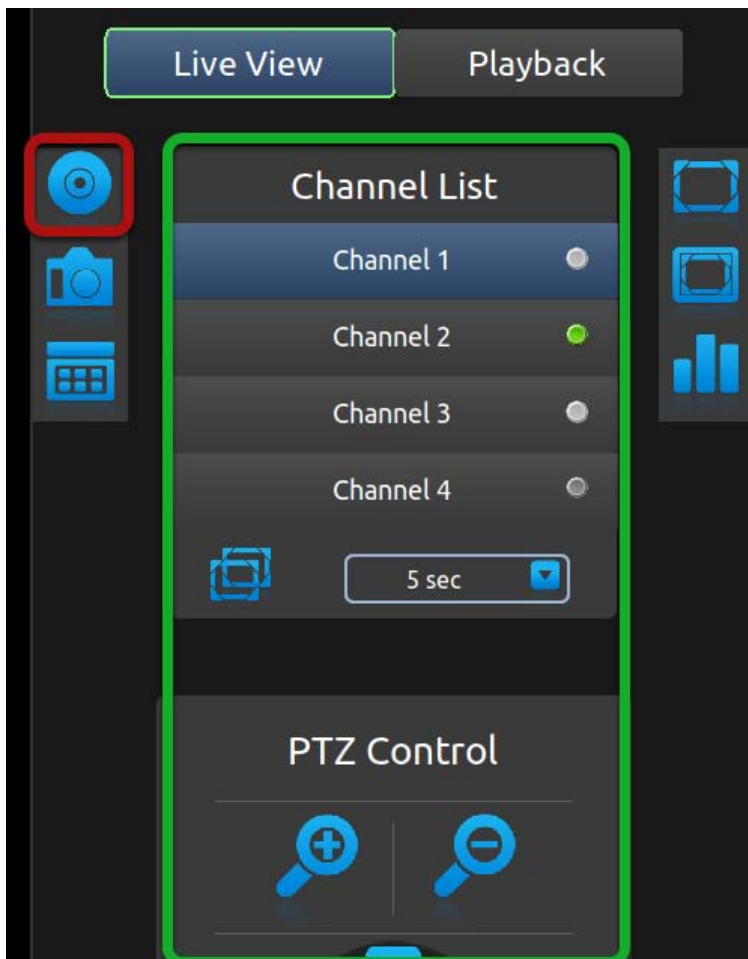 Live View
Playback
Channel List
Channel 1
Channel 2
Channel 3
Channel 4
5 sec
PTZ Control